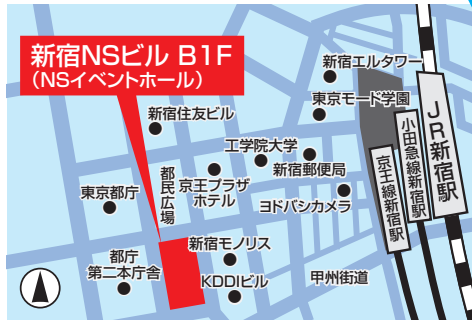 新宿NSビル B1F
（NSイベントホール）
新宿エルタワー
東京モード学園
新宿住友ビル
工学院大学
新宿郵便局
都民広場
京王プラザ
ホテル
ヨドバシカメラ
東京都庁
新宿モノリス
都庁
第二本庁舎
KDDIビル
甲州街道
京王線新宿駅
小田急線新宿駅
JR新宿駅